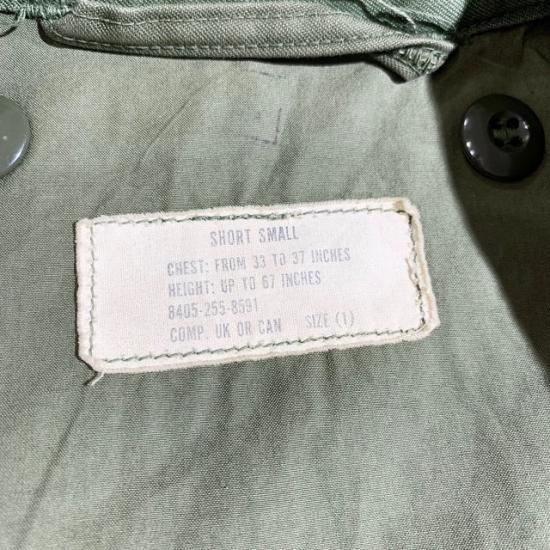 SHORT SMALL
CHEST: FROM 33 TO 37 INCHES
HEIGHT: UP TO 67 INCHES
8405-255-8591
COMP. UK OR CAN SIZE (1)